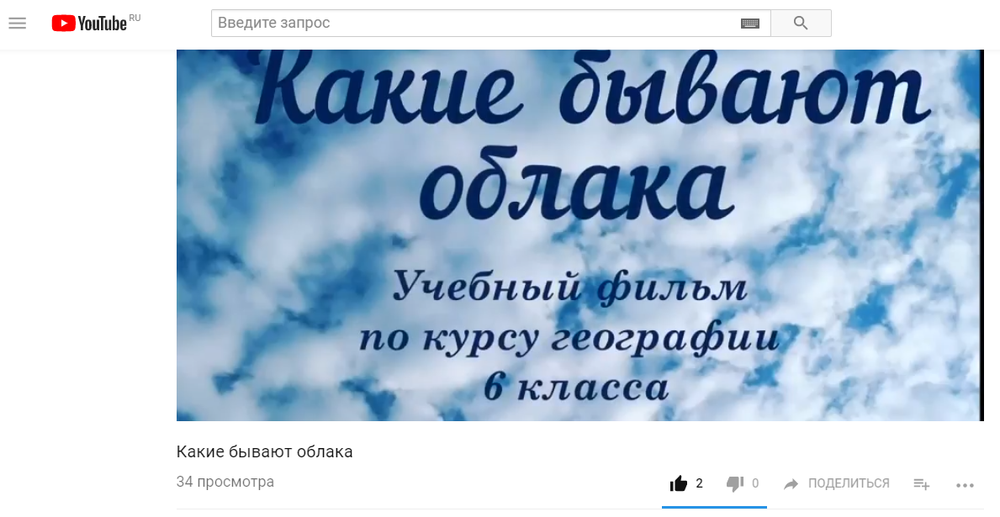 YouTube RU
Введите запрос
Какие бывают
облака
Учебный фильм
по курсу географии
6 класса
Какие бывают облака
34 просмотра
2
0
ПОДЕЛИТЬСЯ